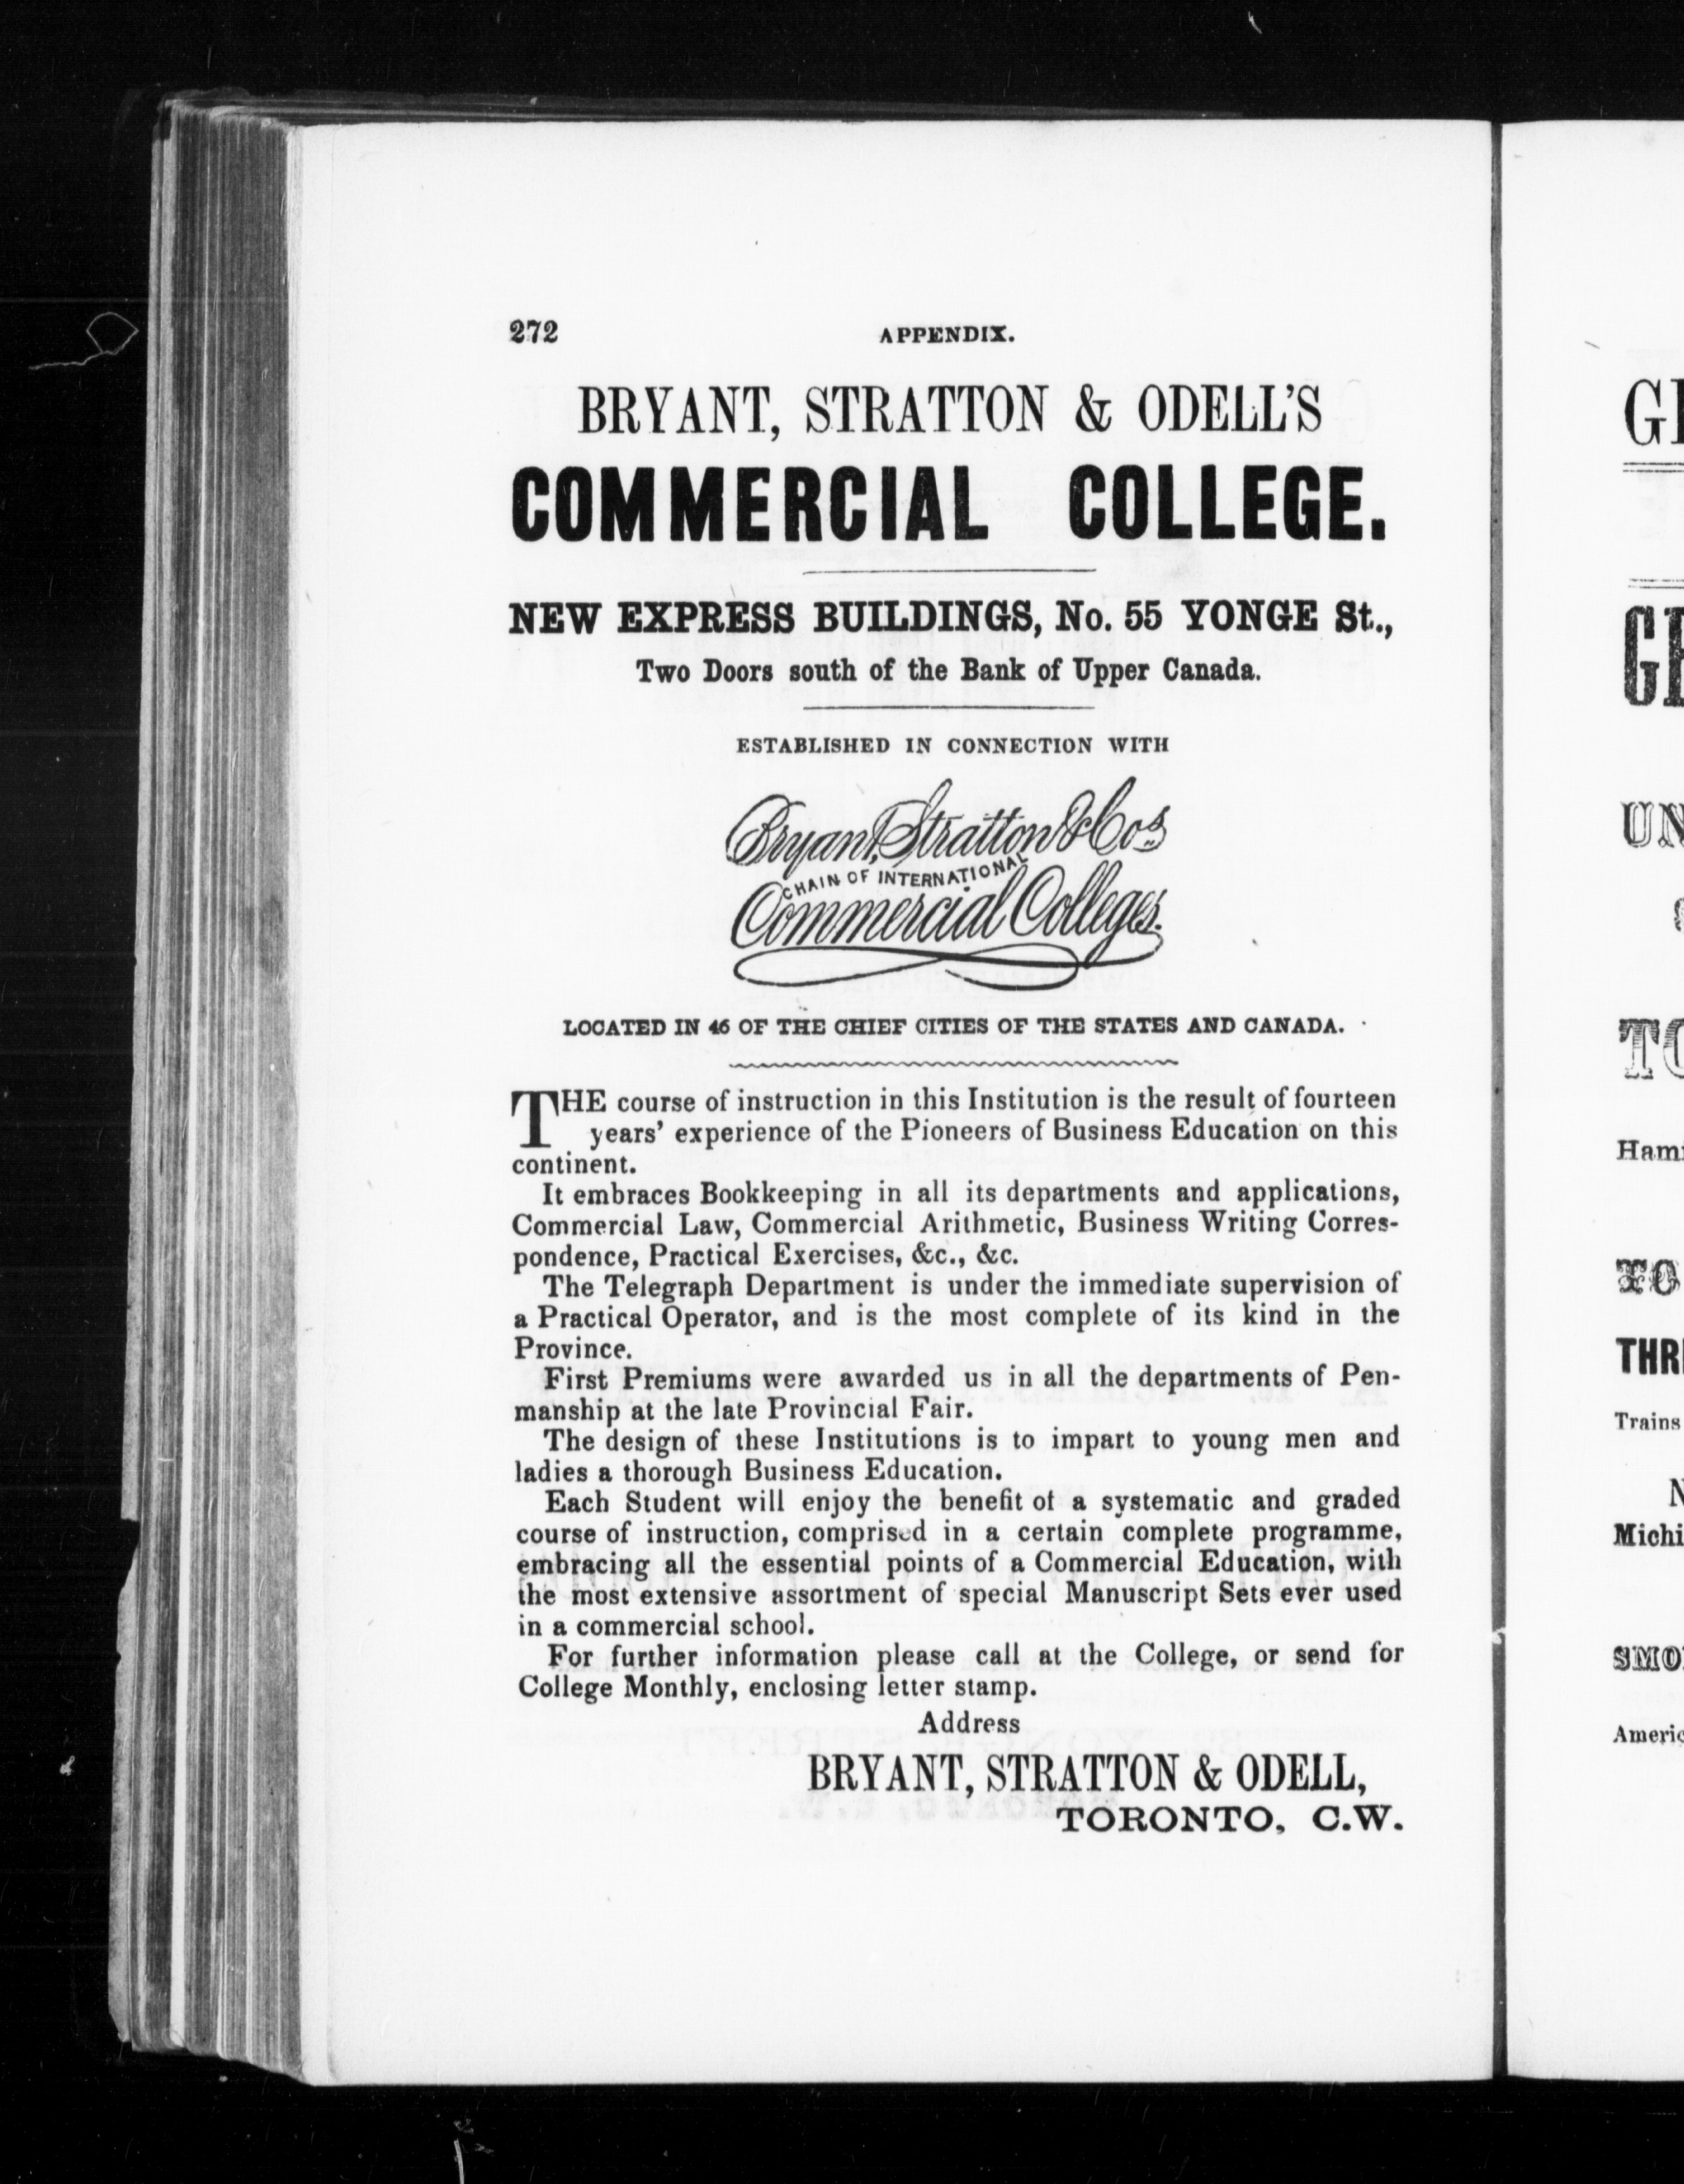 272
APPENDIX.
BRYANT, STRATTON & ODELL'S
COMMERCIAL COLLEGE.
NEW EXPRESS BUILDINGS, No. 55 YONGE St.,
Two Doors south of the Bank of Upper Canada.
ESTABLISHED IN CONNECTION WITH
Bryant, Stratton & Co's
CHAIN OF INTERNATIONAL
Commercial Colleges.
LOCATED IN 46 OF THE CHIEF CITIES OF THE STATES AND CANADA.
THE course of instruction in this Institution is the result of fourteen
years' experience of the Pioneers of Business Education on this
continent.
It embraces Bookkeeping in all its departments and applications,
Commercial Law, Commercial Arithmetic, Business Writing Corres-
pondence, Practical Exercises, &c., &c.
The Telegraph Department is under the immediate supervision of
a Practical Operator, and is the most complete of its kind in the
Province.
First Premiums were awarded us in all the departments of Pen-
manship at the late Provincial Fair.
The design of these Institutions is to impart to young men and
ladies a thorough Business Education.
Each Student will enjoy the benefit of a systematic and graded
course of instruction, comprised in a certain complete programme,
embracing all the essential points of a Commercial Education, with
the most extensive assortment of special Manuscript Sets ever used
in a commercial school.
For further information please call at the College, or send for
College Monthly, enclosing letter stamp.
Address
BRYANT, STRATTON & ODELL,
TORONTO, C.W.
Trains